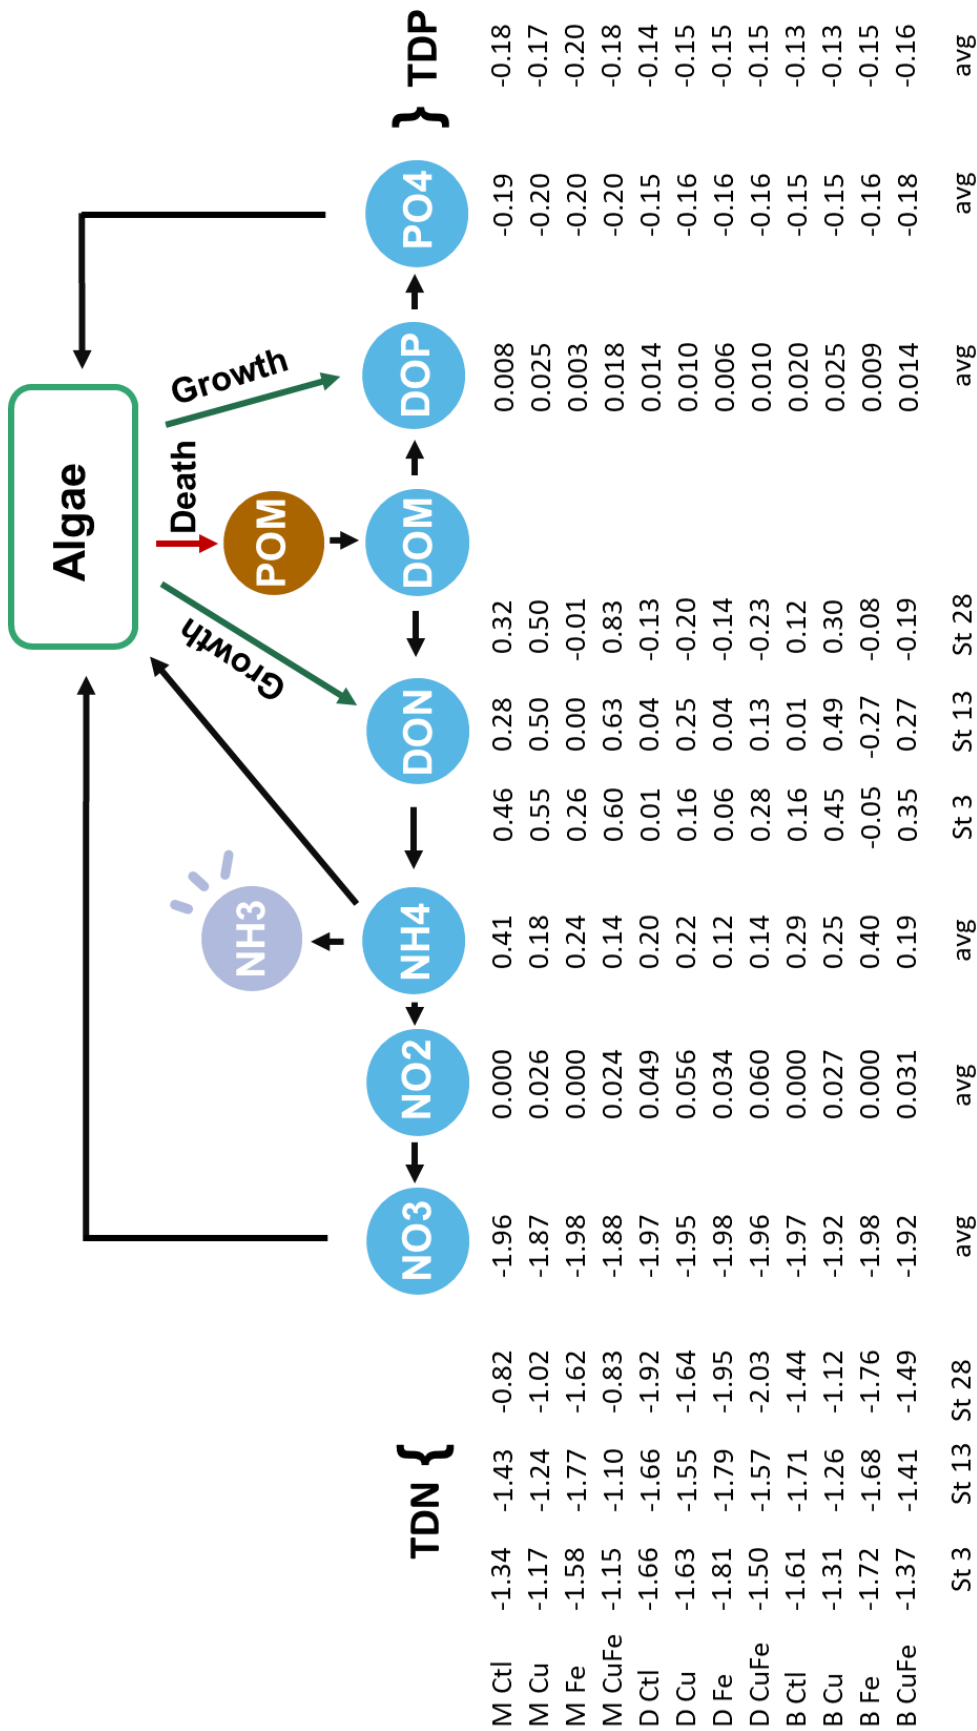 Algae
Growth
Death
Growth
NH3
POM
TDN {
NO3
NO2
NH4
DON
DOM
DOP
PO4
} TDP
M Ctl -1.34 -1.43 -0.82 -1.96 0.000 0.41 0.46 0.28 0.32 0.008 -0.19 -0.18
M Cu -1.17 -1.24 -1.02 -1.87 0.026 0.18 0.55 0.50 0.50 0.025 -0.20 -0.17
M Fe -1.58 -1.77 -1.62 -1.98 0.000 0.24 0.26 0.00 -0.01 0.003 -0.20 -0.20
M CuFe -1.15 -1.10 -0.83 -1.88 0.024 0.14 0.60 0.63 0.83 0.018 -0.20 -0.18
D Ctl -1.66 -1.66 -1.92 -1.97 0.049 0.20 0.01 0.04 -0.13 0.014 -0.15 -0.14
D Cu -1.63 -1.55 -1.64 -1.95 0.056 0.22 0.16 0.25 -0.20 0.010 -0.16 -0.15
D Fe -1.81 -1.79 -1.95 -1.98 0.034 0.12 0.06 0.04 -0.14 0.006 -0.16 -0.15
D CuFe -1.50 -1.57 -2.03 -1.96 0.060 0.14 0.28 0.13 -0.23 0.010 -0.16 -0.15
B Ctl -1.61 -1.71 -1.44 -1.97 0.000 0.29 0.16 0.01 0.12 0.020 -0.15 -0.13
B Cu -1.31 -1.26 -1.12 -1.92 0.027 0.25 0.45 0.49 0.30 0.025 -0.15 -0.13
B Fe -1.72 -1.68 -1.76 -1.98 0.000 0.40 -0.05 -0.27 -0.08 0.009 -0.16 -0.15
B CuFe -1.37 -1.41 -1.49 -1.92 0.031 0.19 0.35 0.27 -0.19 0.014 -0.18 -0.16
St 3 St 13 St 28 avg avg avg St 3 St 13 St 28 avg avg avg